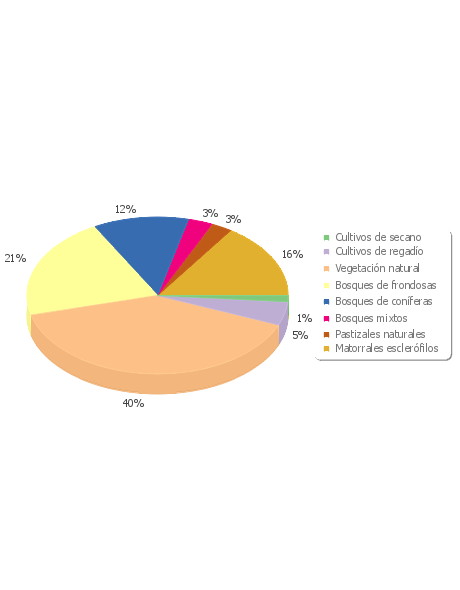 12%
3%
3%
21%
16%
1%
5%
40%
Cultivos de secano
Cultivos de regadío
Vegetación natural
Bosques de frondosas
Bosques de coníferas
Bosques mixtos
Pastizales naturales
Matorrales esclerófilos